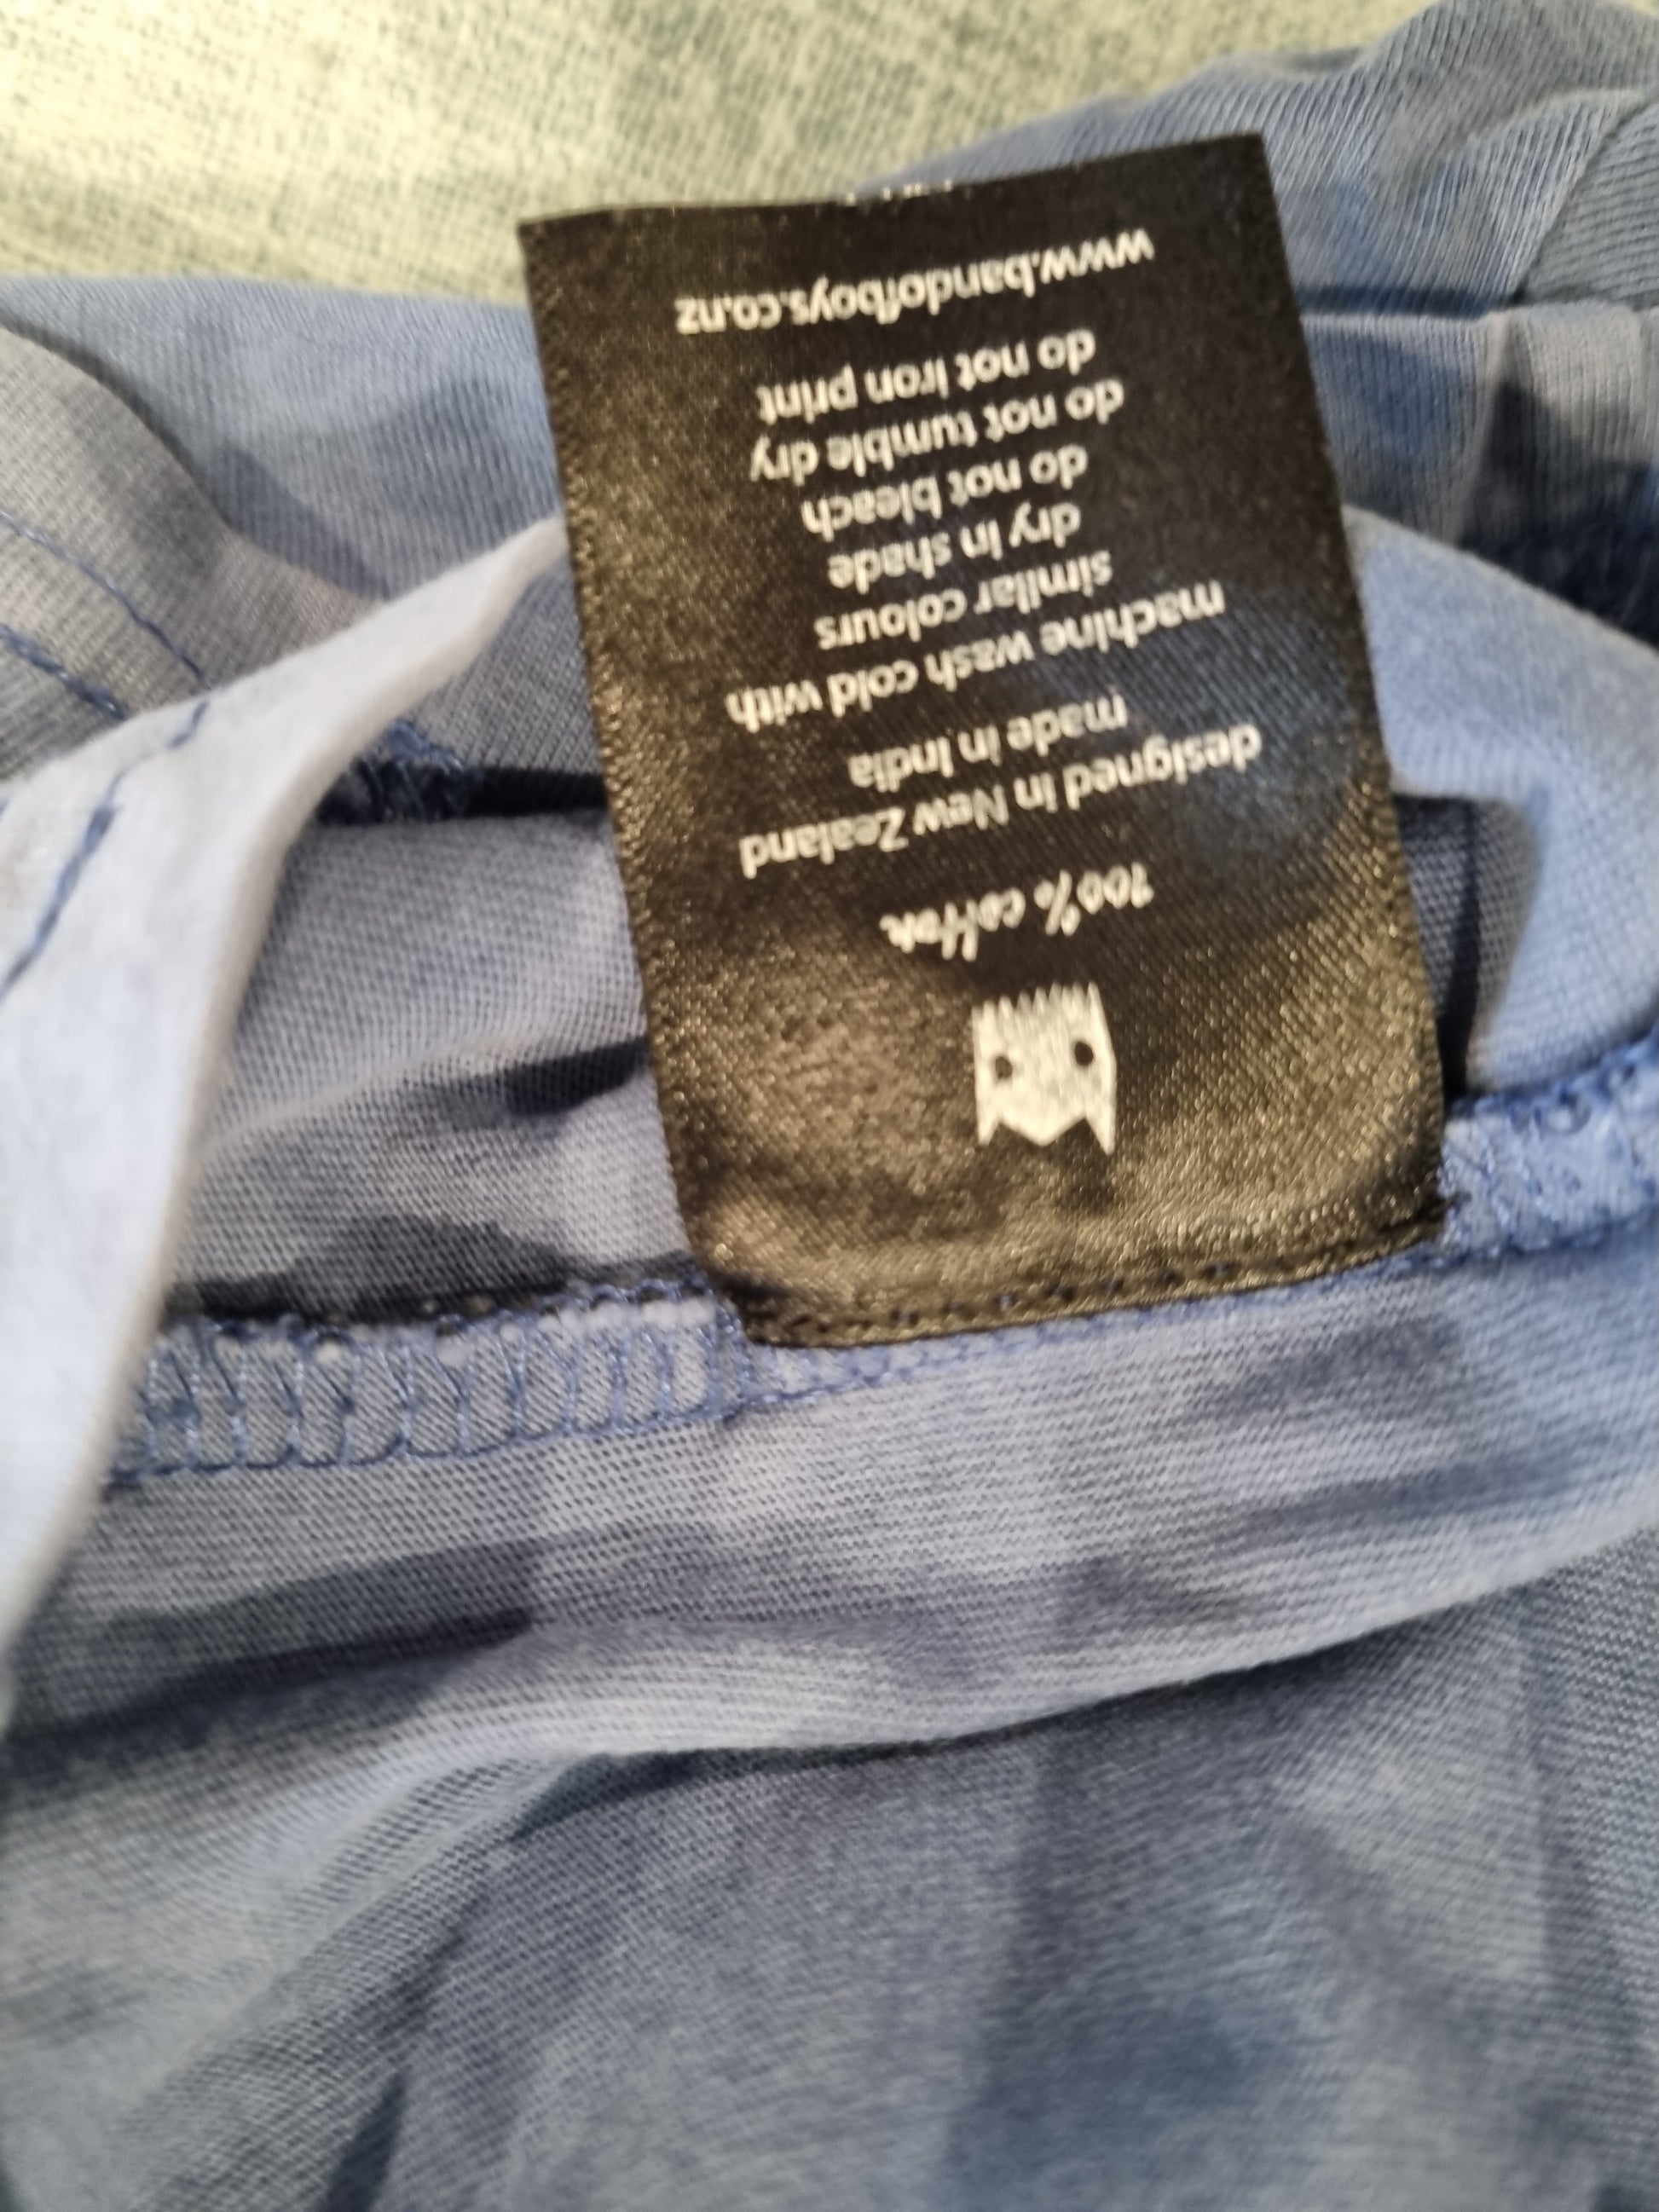 100% cotton
designed in New Zealand
made in India
machine wash cold with
similar colours
dry in shade
do not bleach
do not tumble dry
do not iron print
www.bandofboys.co.nz